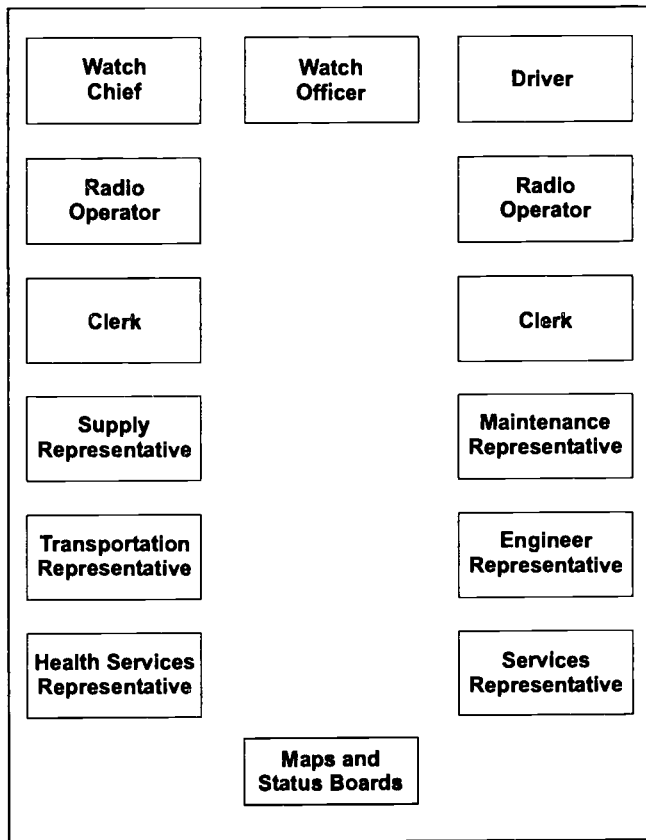 Watch
Chief
Watch
Officer
Driver
Radio
Operator
Radio
Operator
Clerk
Clerk
Supply
Representative
Maintenance
Representative
Transportation
Representative
Engineer
Representative
Health Services
Representative
Services
Representative
Maps and
Status Boards